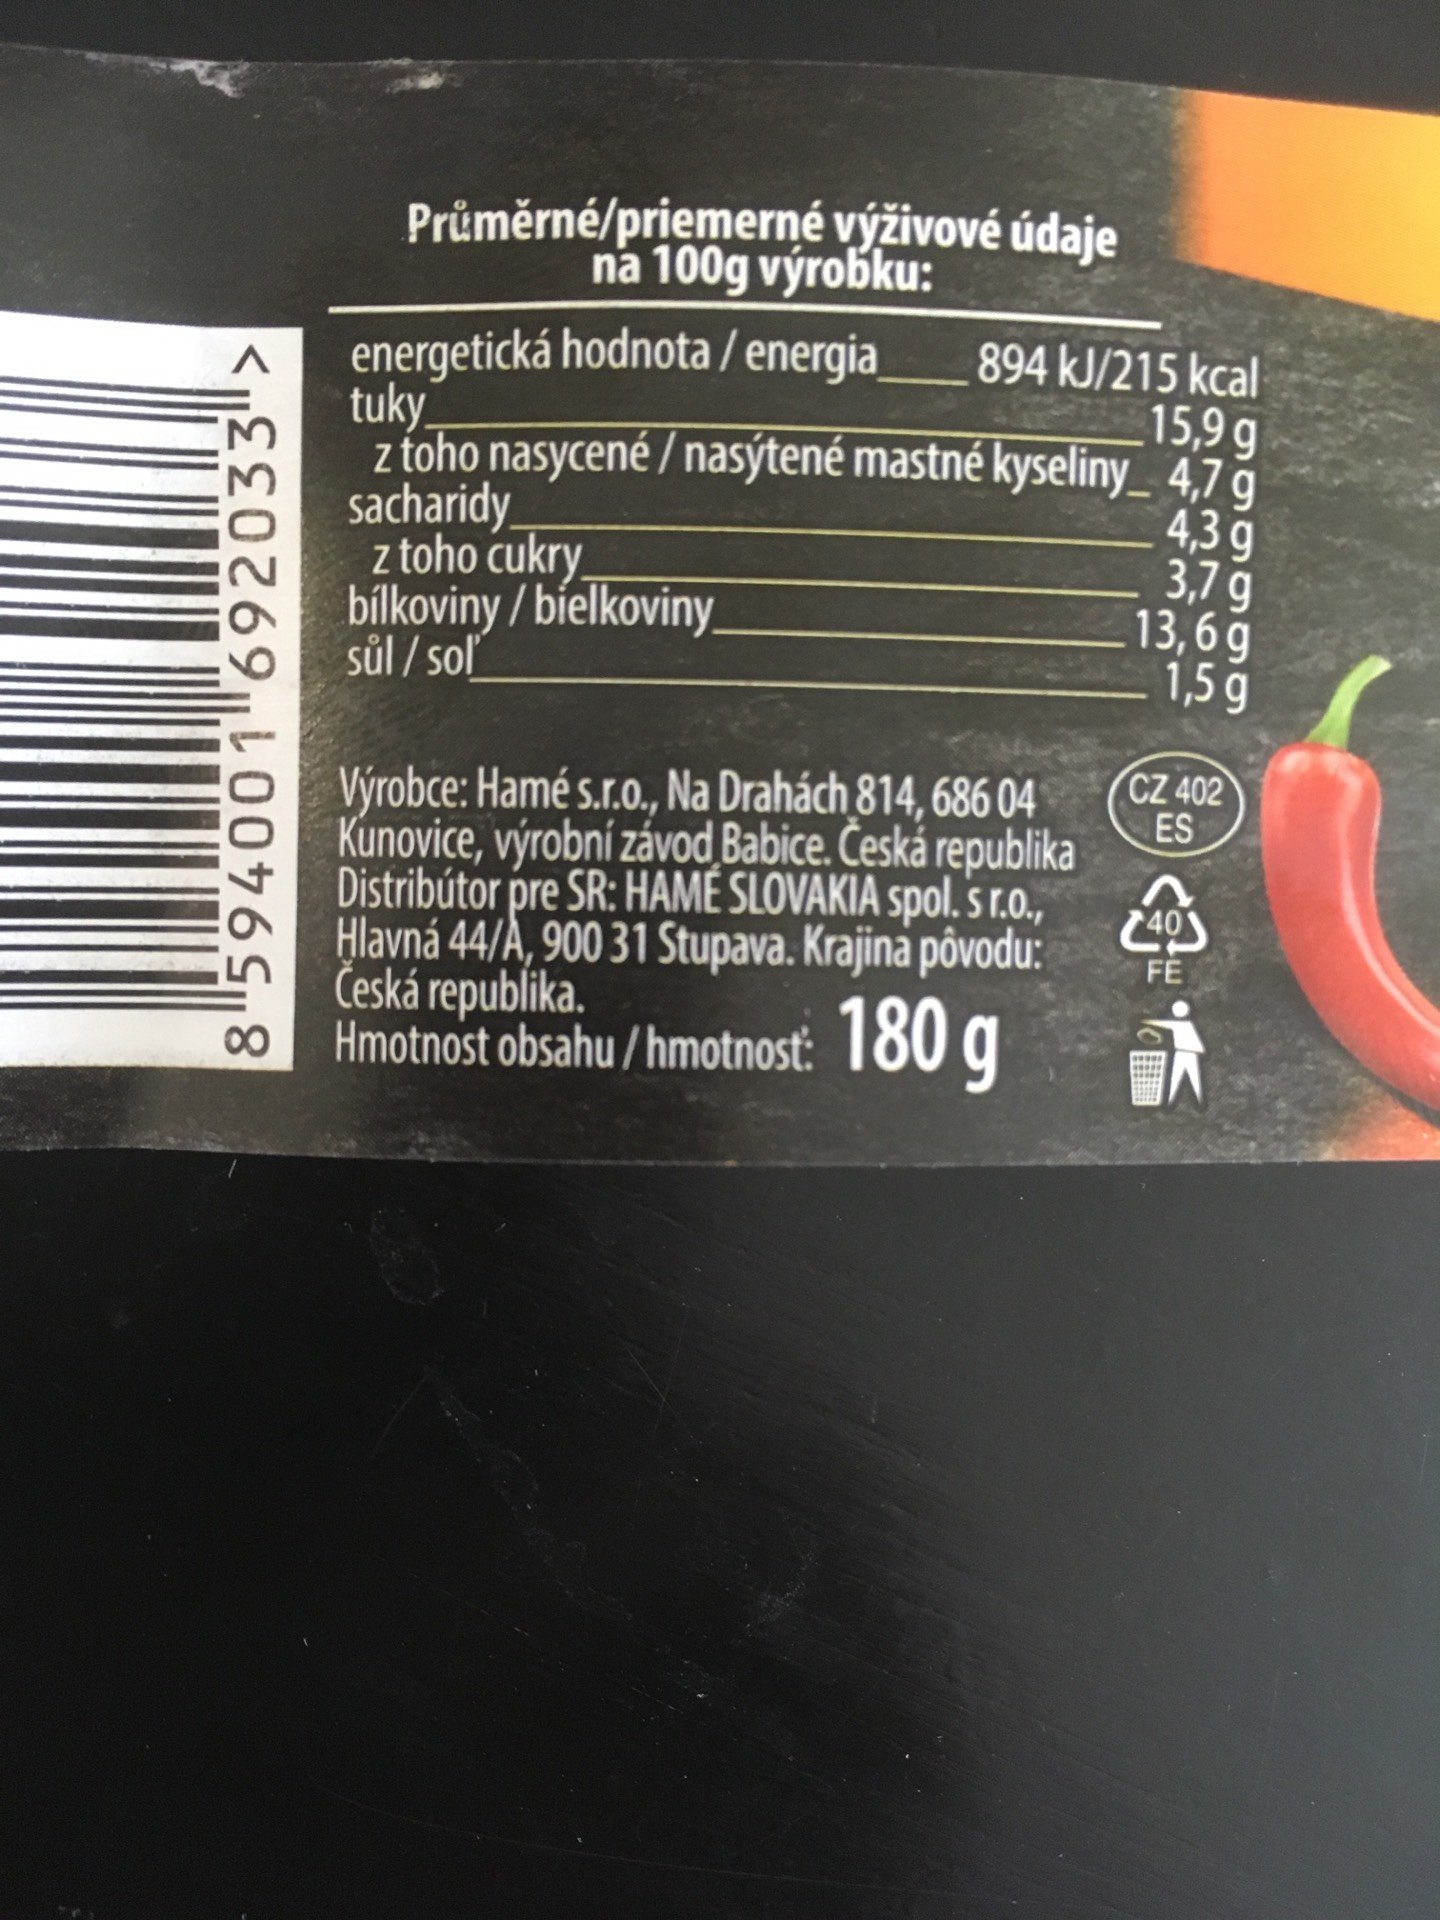 Průměrné/priemerné výživové údaje
na 100g výrobku:
energetická hodnota / energia 894 kJ/215 kcal
tuky 15,9 g
z toho nasycené / nasýtené mastné kyseliny 4,7 g
sacharidy 4,3 g
z toho cukry 3,7 g
bílkoviny / bielkoviny 13,6 g
sůl / soľ 1,5 g
Výrobce: Hamé s.r.o., Na Drahách 814, 686 04
Kunovice, výrobní závod Babice. Česká republika
Distribútor pre SR: HAMÉ SLOVAKIA spol. s r.o.,
Hlavná 44/A, 900 31 Stupava. Krajina pôvodu:
Česká republika.
Hmotnost obsahu / hmotnosť: 180 g
CZ 402
ES
40
FE
8 594001 692033 >